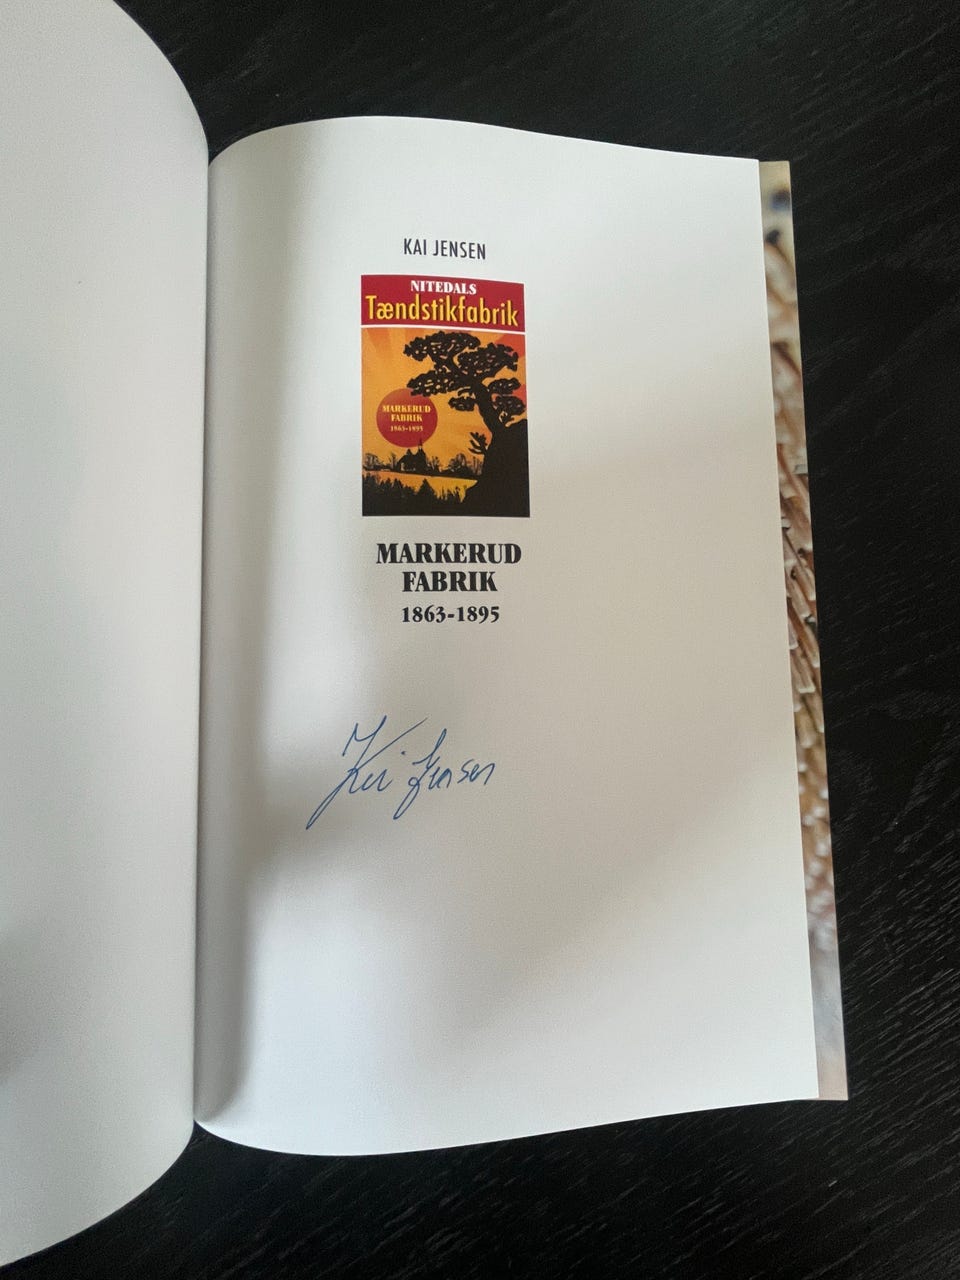 KAI JENSEN
NITEDALS
Tændstikfabrik
MARKERUD
FABRIK
1863-1895
MARKERUD
FABRIK
1863-1895
Kai Jensen